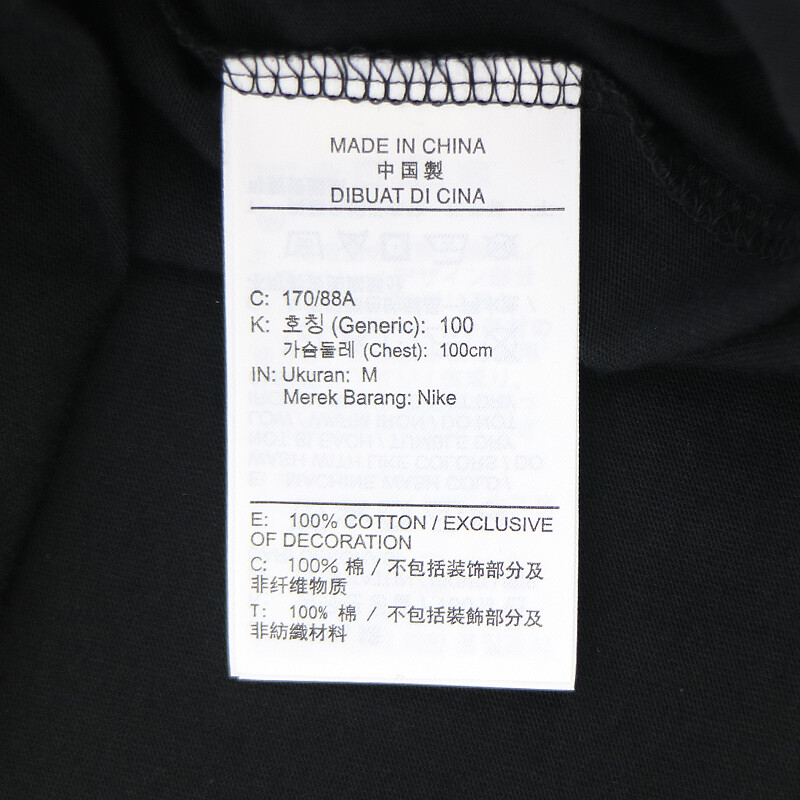 MADE IN CHINA
中国製
DIBUAT DI CINA
C: 170/88A
K: 호칭 (Generic): 100
가슴둘레 (Chest): 100cm
IN: Ukuran: M
Merek Barang: Nike
E: 100% COTTON / EXCLUSIVE
OF DECORATION
C: 100% 棉 / 不包括装饰部分及
非纤维物质
T: 100% 棉 / 不包括裝飾部分及
非紡織材料